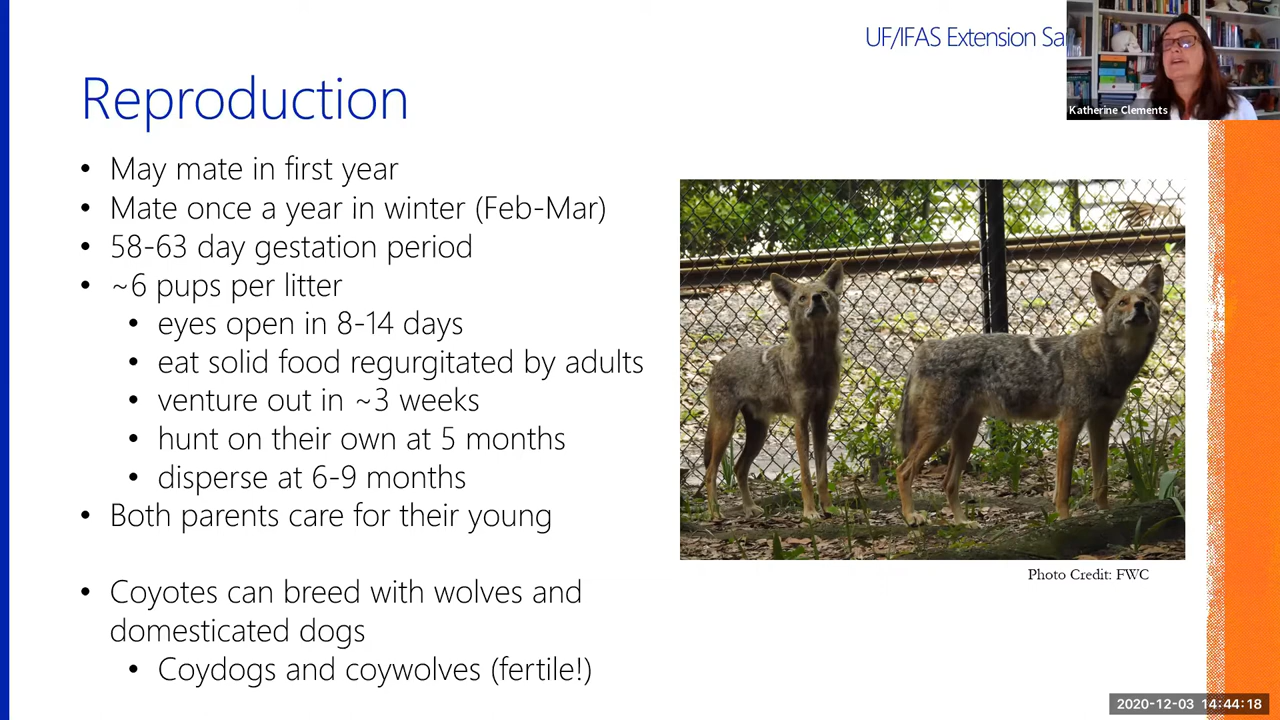 UF/IFAS Extension
Katherine Clements
Reproduction
• May mate in first year
• Mate once a year in winter (Feb-Mar)
• 58-63 day gestation period
• ~6 pups per litter
• eyes open in 8-14 days
• eat solid food regurgitated by adults
• venture out in ~3 weeks
• hunt on their own at 5 months
• disperse at 6-9 months
• Both parents care for their young
• Coyotes can breed with wolves and
domesticated dogs
• Coydogs and coywolves (fertile!)
Photo Credit: FWC
2020-12-03 14:44:18